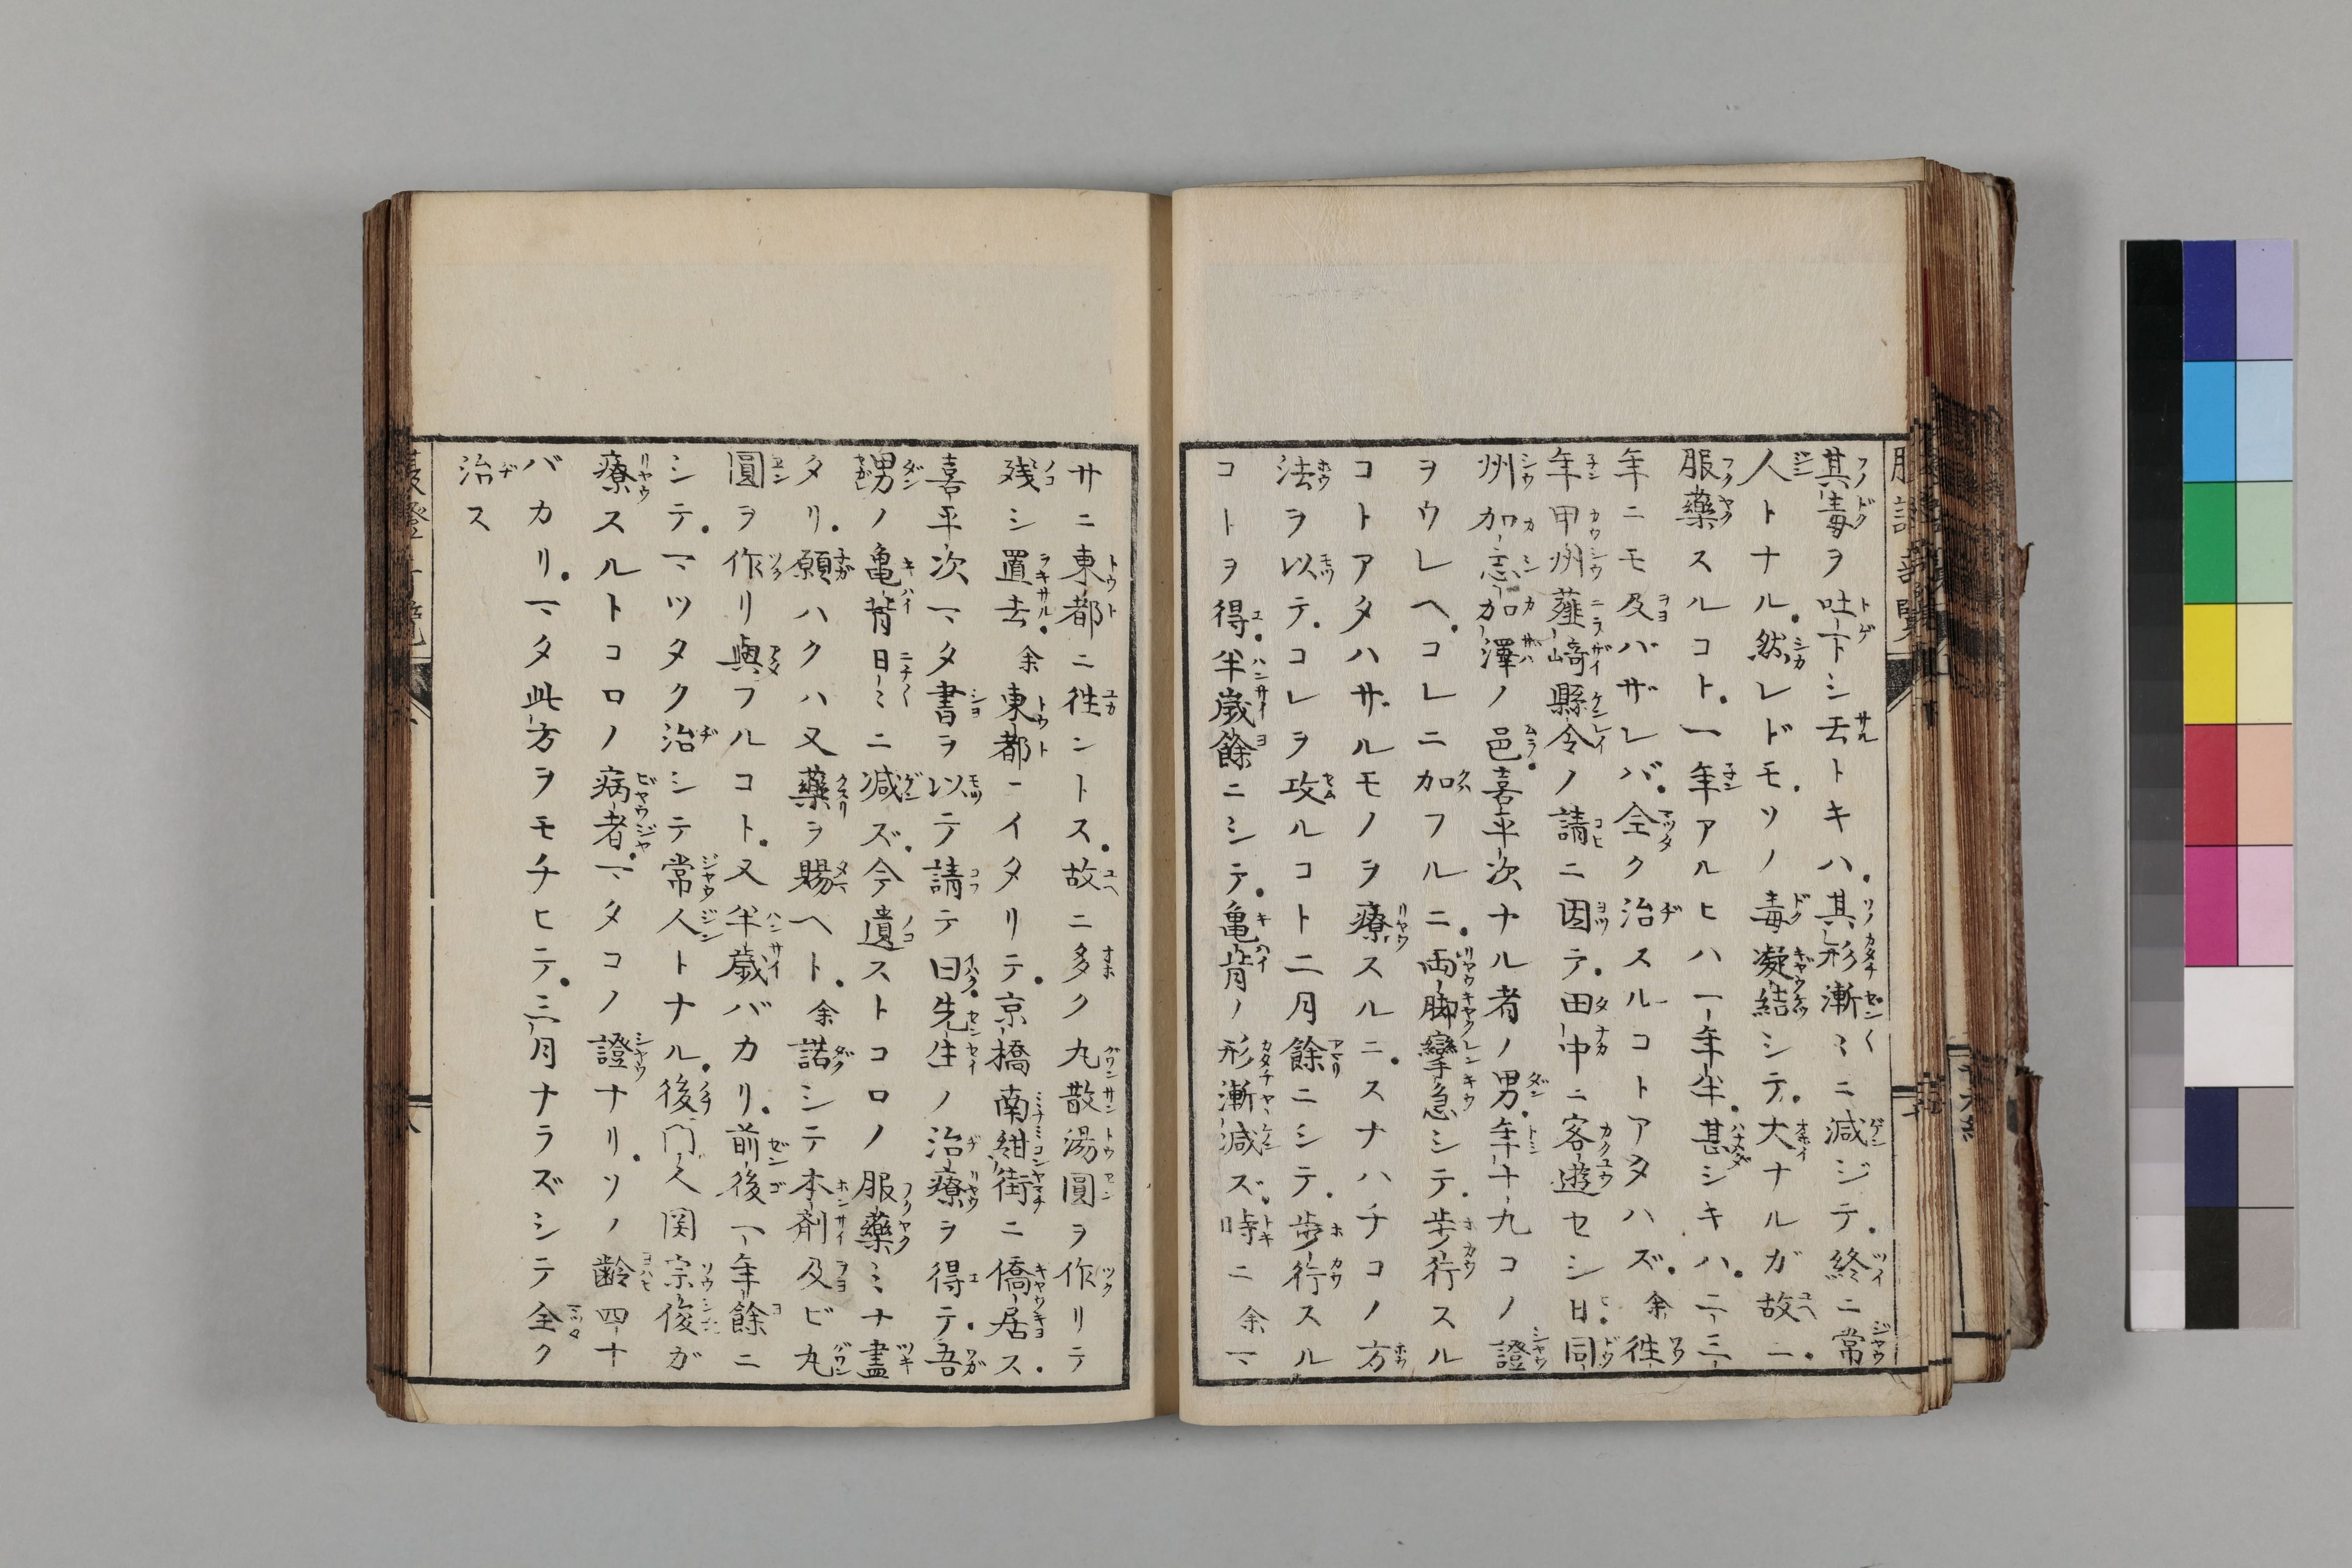 其毒ヲ吐下シ去トキハ.其形漸〻ニ減ジテ.終ニ常
人トナル.然レドモ.ソノ毒凝結シテ.大ナルガ故ニ.
服藥スルコト.一年アルヒハ一年半.甚シキハ.二三
年ニモ及バザレバ.全ク治スルコトアタハズ.余往
年甲州薤﨑縣令ノ請ニ因テ.田中ニ客遊セシ日.同
州加志加澤ノ邑.喜平次ナル者ノ男.年十九コノ證
ヲウレヘ.コレニ加フルニ.両脚攣急シテ.歩行スル
コトアタハザルモノヲ療スルニ.スナハチコノ方
法ヲ以テ.コレヲ攻ルコト二月餘ニシテ.歩行スル
コトヲ得.半歳餘ニシテ.亀背ノ形漸減ズ.時ニ余マ
サニ東都ニ徃ントス.故ニ多ク丸散湯圓ヲ作リテ
残シ置去.余東都ニイタリテ.京橋南紺街ニ僑居ス.
喜平次マタ書ヲ以テ請テ曰.先生ノ治療ヲ得テ.吾
男ノ亀背日〻ニ減ズ.今遺ストコロノ服藥ミナ盡
タリ.願ハクハ又藥ヲ賜ヘト.余諾シテ本剤及ビ丸
圓ヲ作リ與フルコト.又半歳バカリ.前後一年餘ニ
シテ.マツタク治シテ常人トナル.後門人関宗俊ガ
療スルトコロノ病者.マタコノ證ナリ.ソノ齢四十
バカリ.マタ此方ヲモチヒテ.三月ナラズシテ全ク
治ス